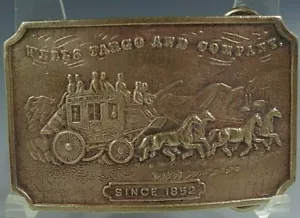 WELLS FARGO AND COMPANY.
SINCE 1852